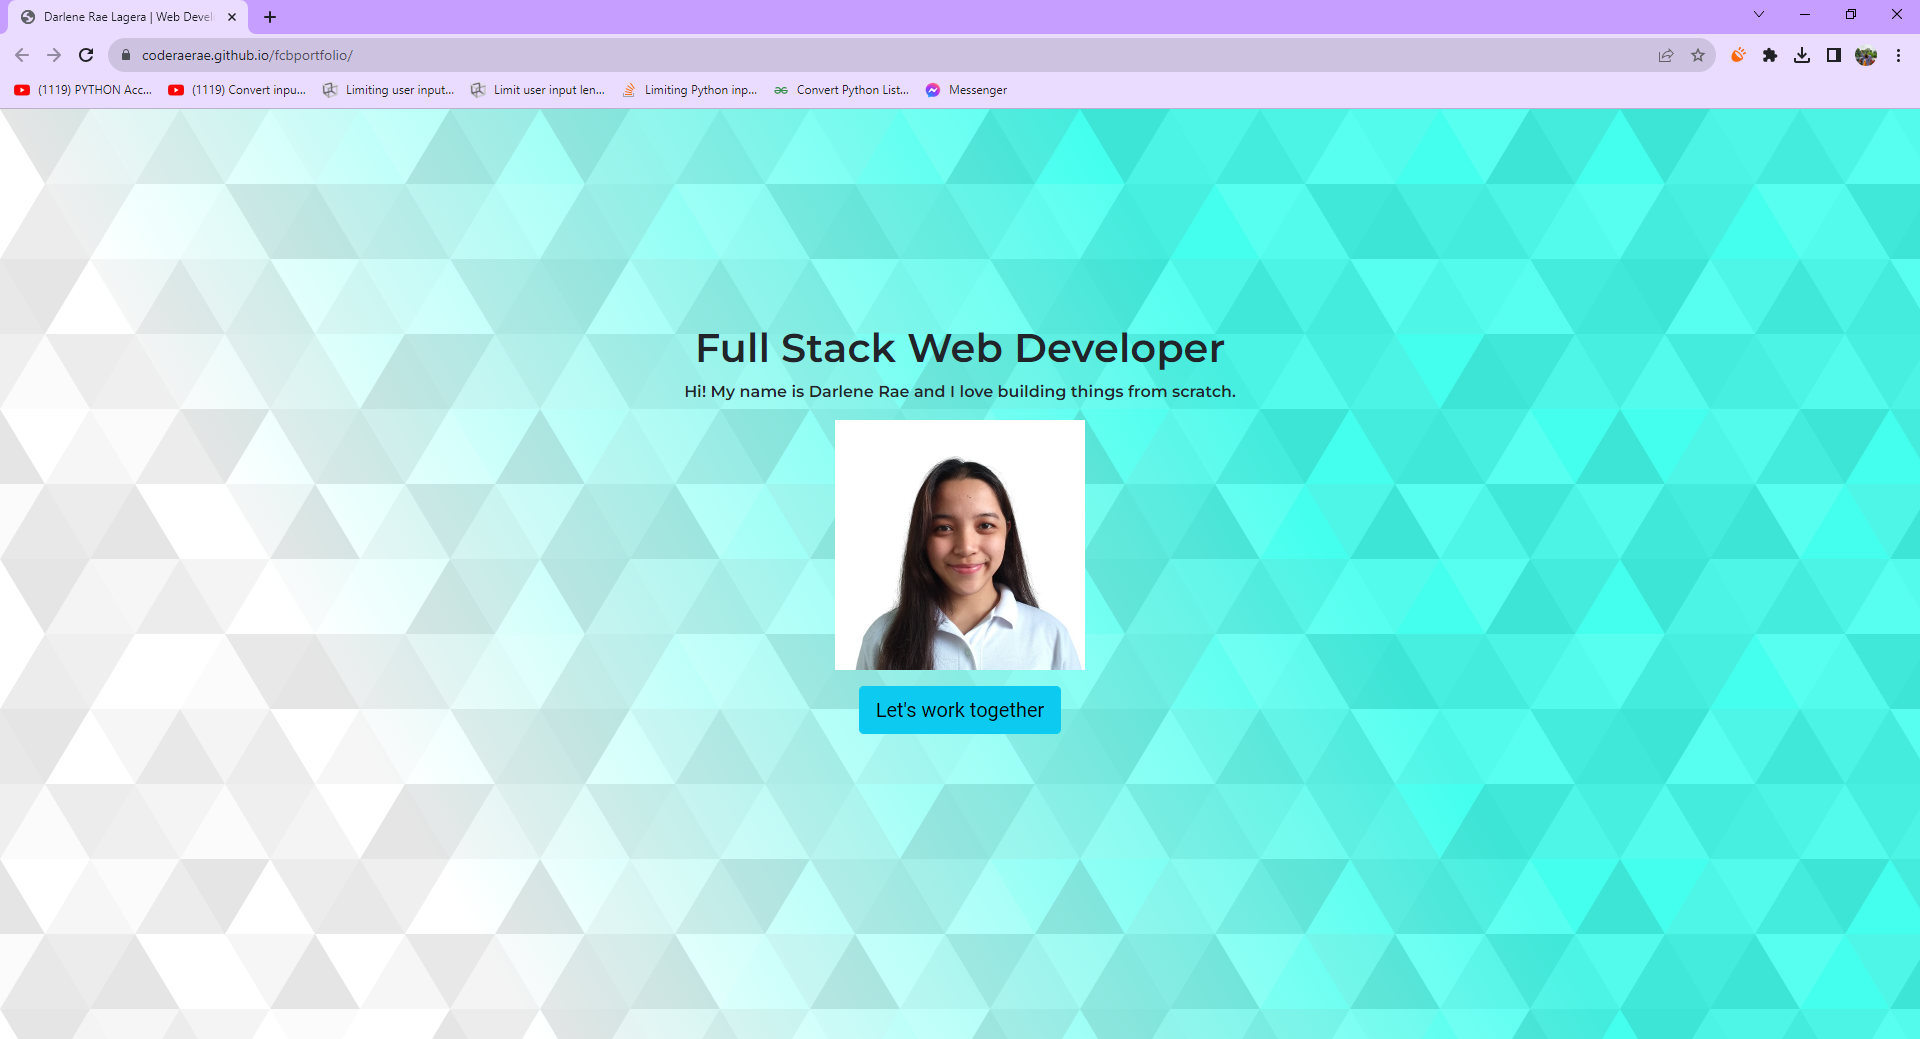 Darlene Rae Lagera | Web Devel
coderaerae.github.io/fcbportfolio/
(1119) PYTHON Acc...
(1119) Convert inpu...
Limiting user input...
Limit user input len...
Limiting Python inp...
Convert Python List...
Messenger
Full Stack Web Developer
Hi! My name is Darlene Rae and I love building things from scratch.
Let's work together